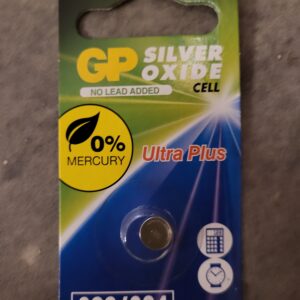 GP SILVER
OXIDE
NO LEAD ADDED CELL
0%
MERCURY
Ultra Plus